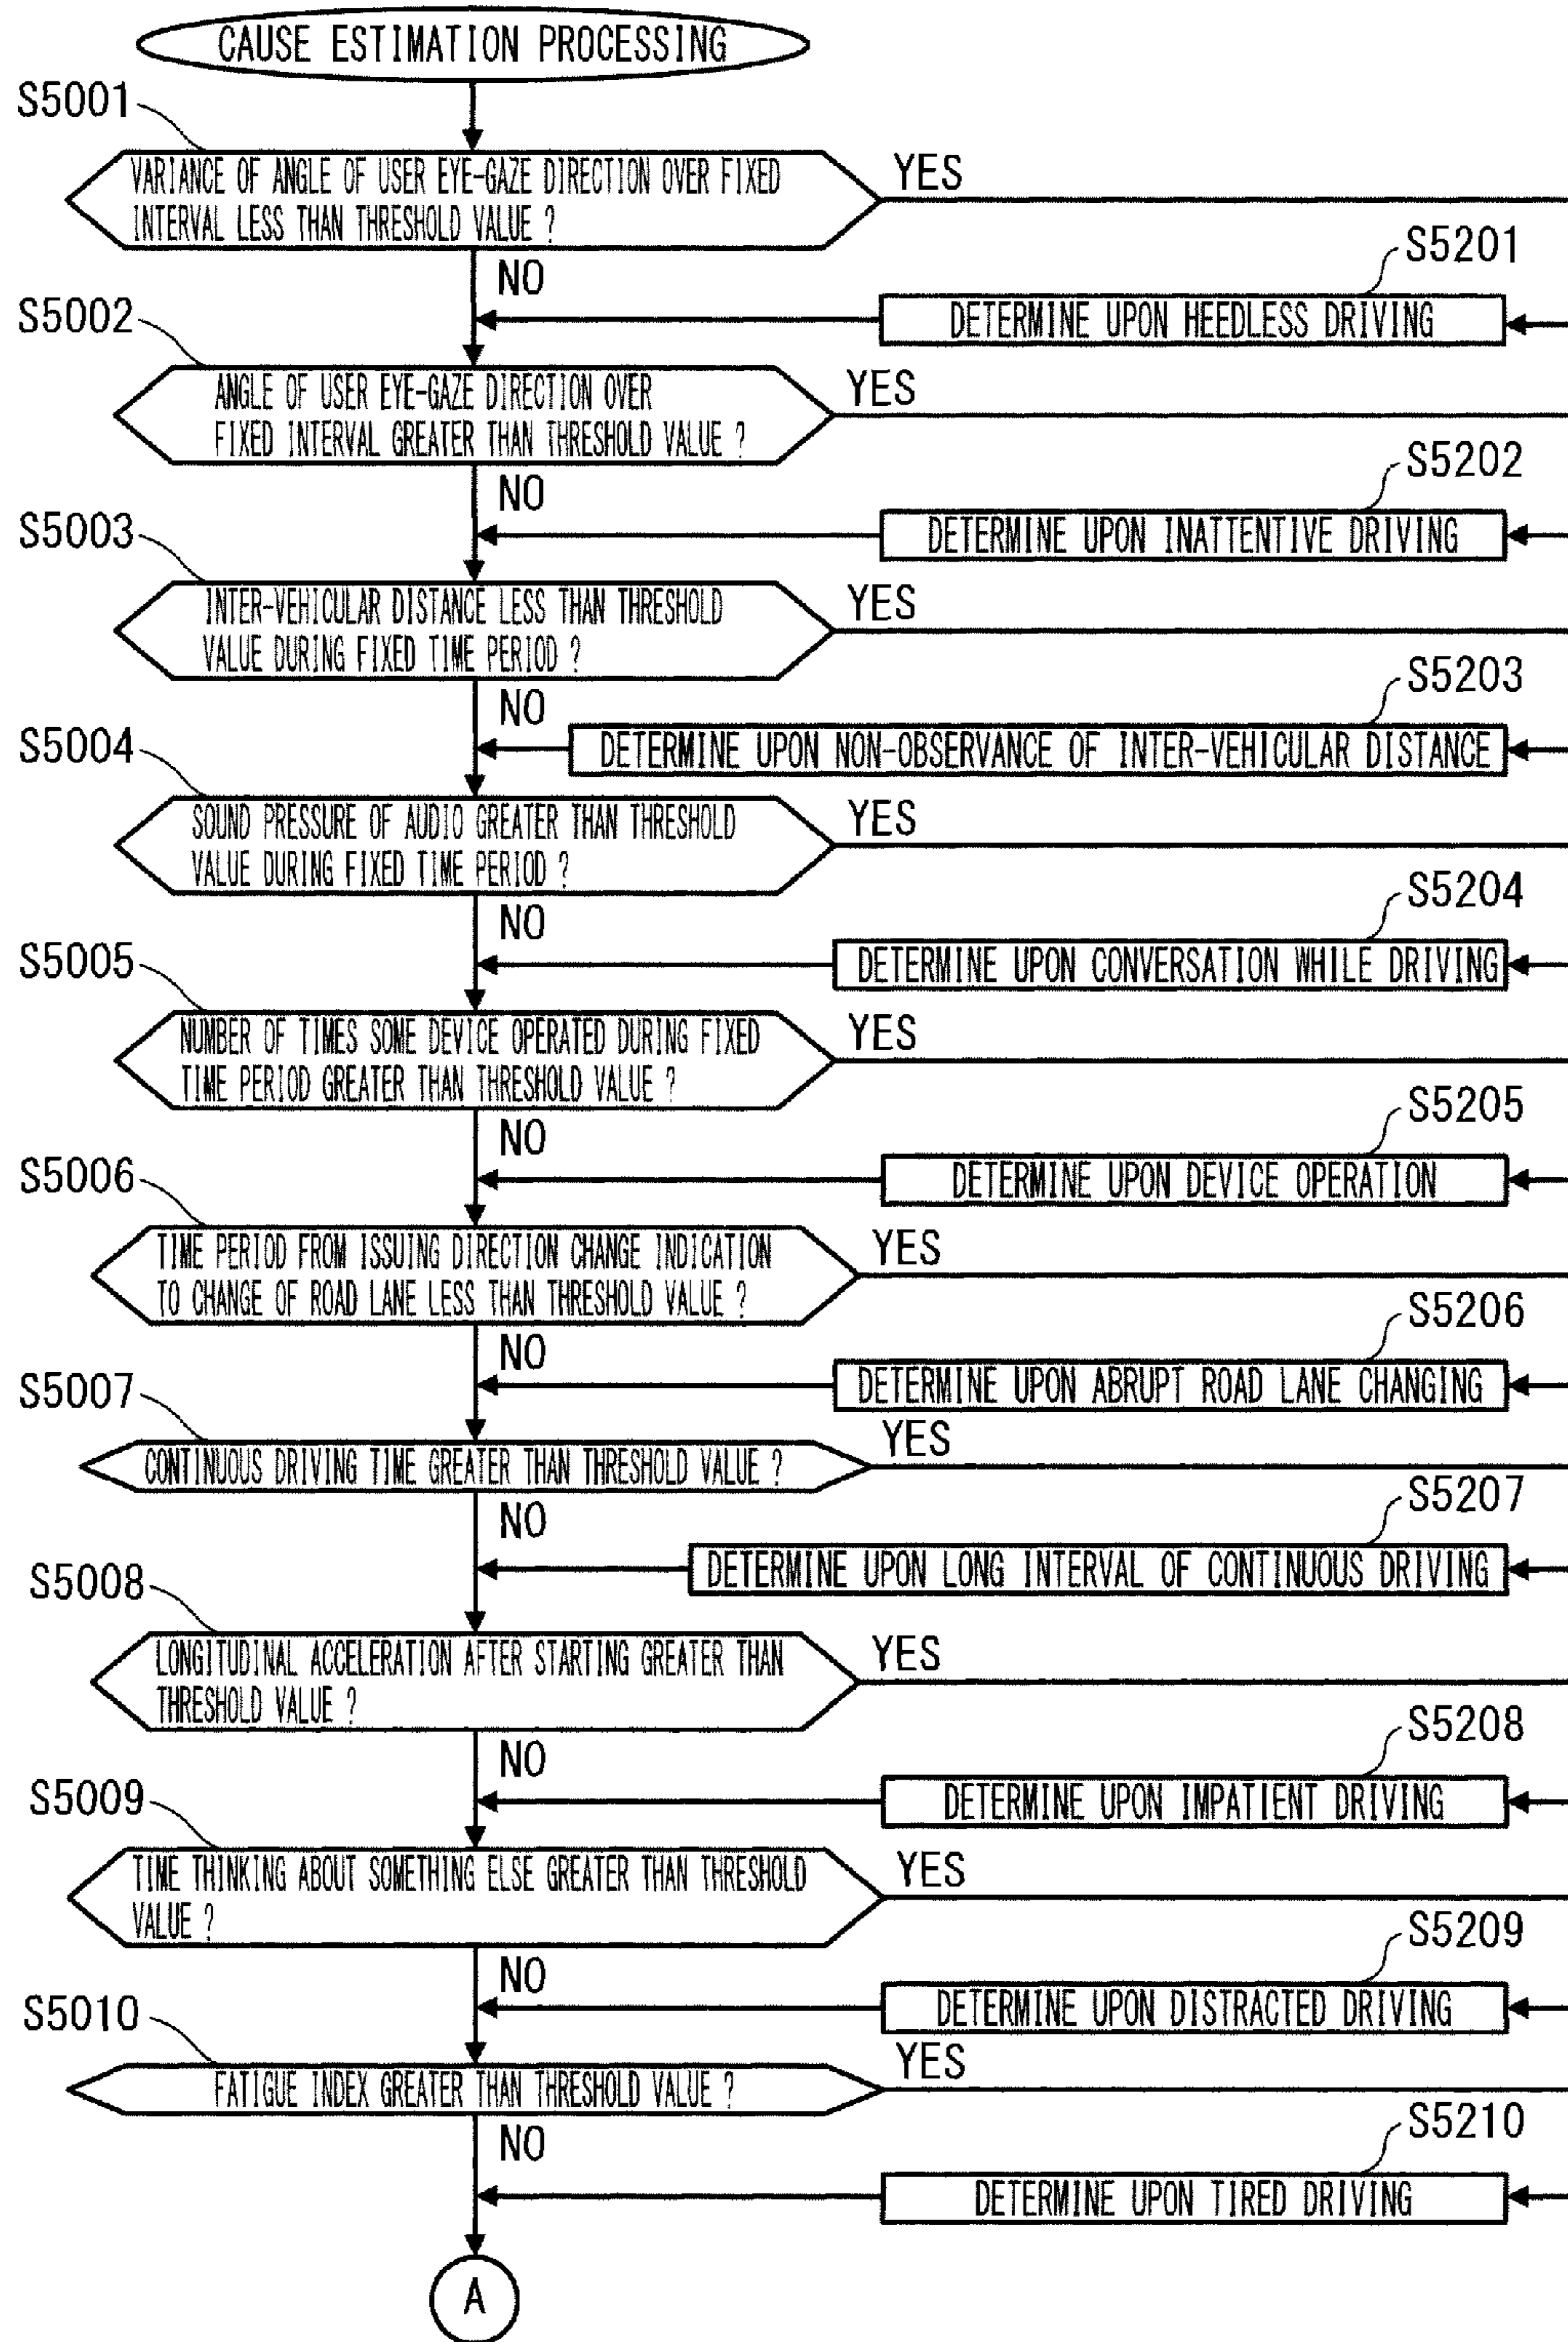 CAUSE ESTIMATION PROCESSING
S5001
VARIANCE OF ANGLE OF USER EYE-GAZE DIRECTION OVER FIXED
INTERVAL LESS THAN THRESHOLD VALUE ?
YES
NO
S5201
DETERMINE UPON HEEDLESS DRIVING
S5002
ANGLE OF USER EYE-GAZE DIRECTION OVER
FIXED INTERVAL GREATER THAN THRESHOLD VALUE ?
YES
NO
S5202
DETERMINE UPON INATTENTIVE DRIVING
S5003
INTER-VEHICULAR DISTANCE LESS THAN THRESHOLD
VALUE DURING FIXED TIME PERIOD ?
YES
NO
S5203
DETERMINE UPON NON-OBSERVANCE OF INTER-VEHICULAR DISTANCE
S5004
SOUND PRESSURE OF AUDIO GREATER THAN THRESHOLD
VALUE DURING FIXED TIME PERIOD ?
YES
NO
S5204
DETERMINE UPON CONVERSATION WHILE DRIVING
S5005
NUMBER OF TIMES SOME DEVICE OPERATED DURING FIXED
TIME PERIOD GREATER THAN THRESHOLD VALUE ?
YES
NO
S5205
DETERMINE UPON DEVICE OPERATION
S5006
TIME PERIOD FROM ISSUING DIRECTION CHANGE INDICATION
TO CHANGE OF ROAD LANE LESS THAN THRESHOLD VALUE ?
YES
NO
S5206
DETERMINE UPON ABRUPT ROAD LANE CHANGING
S5007
CONTINUOUS DRIVING TIME GREATER THAN THRESHOLD VALUE ?
YES
NO
S5207
DETERMINE UPON LONG INTERVAL OF CONTINUOUS DRIVING
S5008
LONGITUDINAL ACCELERATION AFTER STARTING GREATER THAN
THRESHOLD VALUE ?
YES
NO
S5208
DETERMINE UPON IMPATIENT DRIVING
S5009
TIME THINKING ABOUT SOMETHING ELSE GREATER THAN THRESHOLD
VALUE ?
YES
NO
S5209
DETERMINE UPON DISTRACTED DRIVING
S5010
FATIGUE INDEX GREATER THAN THRESHOLD VALUE ?
YES
NO
S5210
DETERMINE UPON TIRED DRIVING
A